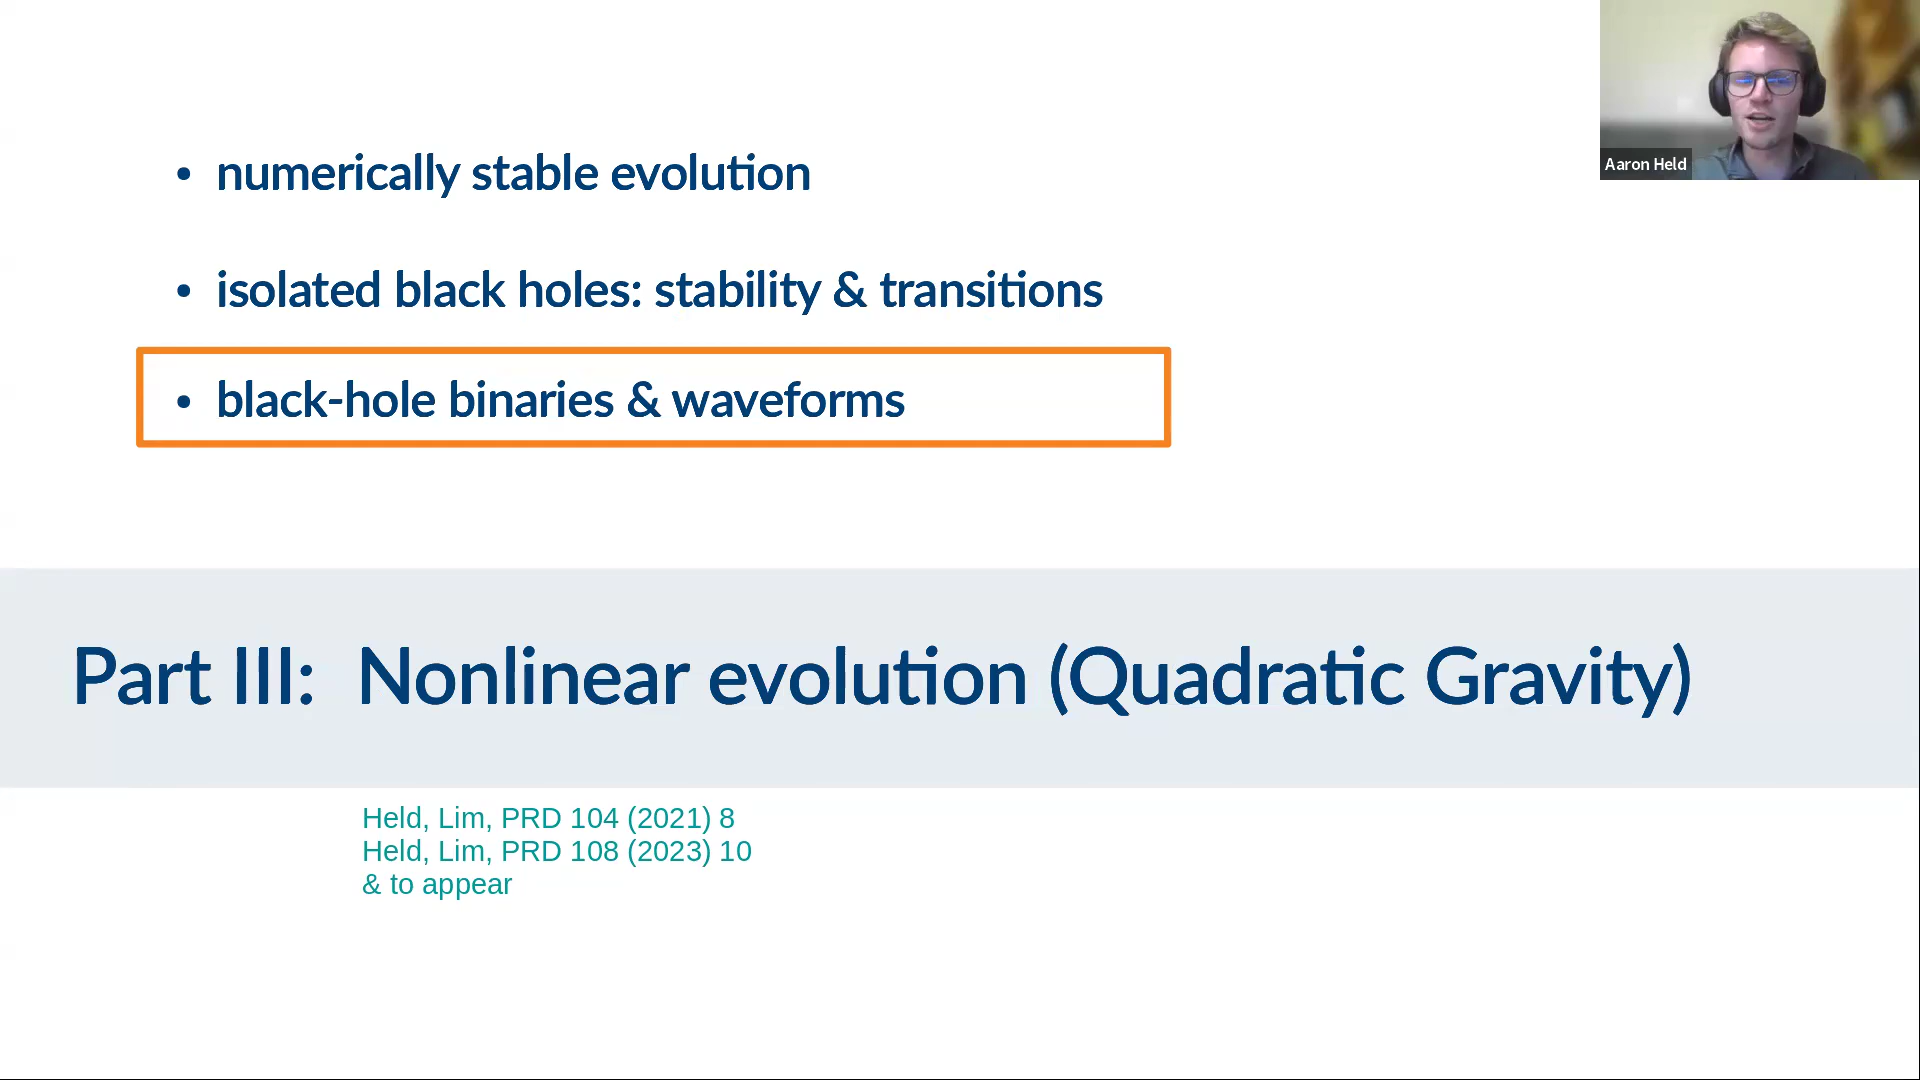 • numerically stable evolution
• isolated black holes: stability & transitions
• black-hole binaries & waveforms
Part III: Nonlinear evolution (Quadratic Gravity)
Held, Lim, PRD 104 (2021) 8
Held, Lim, PRD 108 (2023) 10
& to appear
Aaron Held